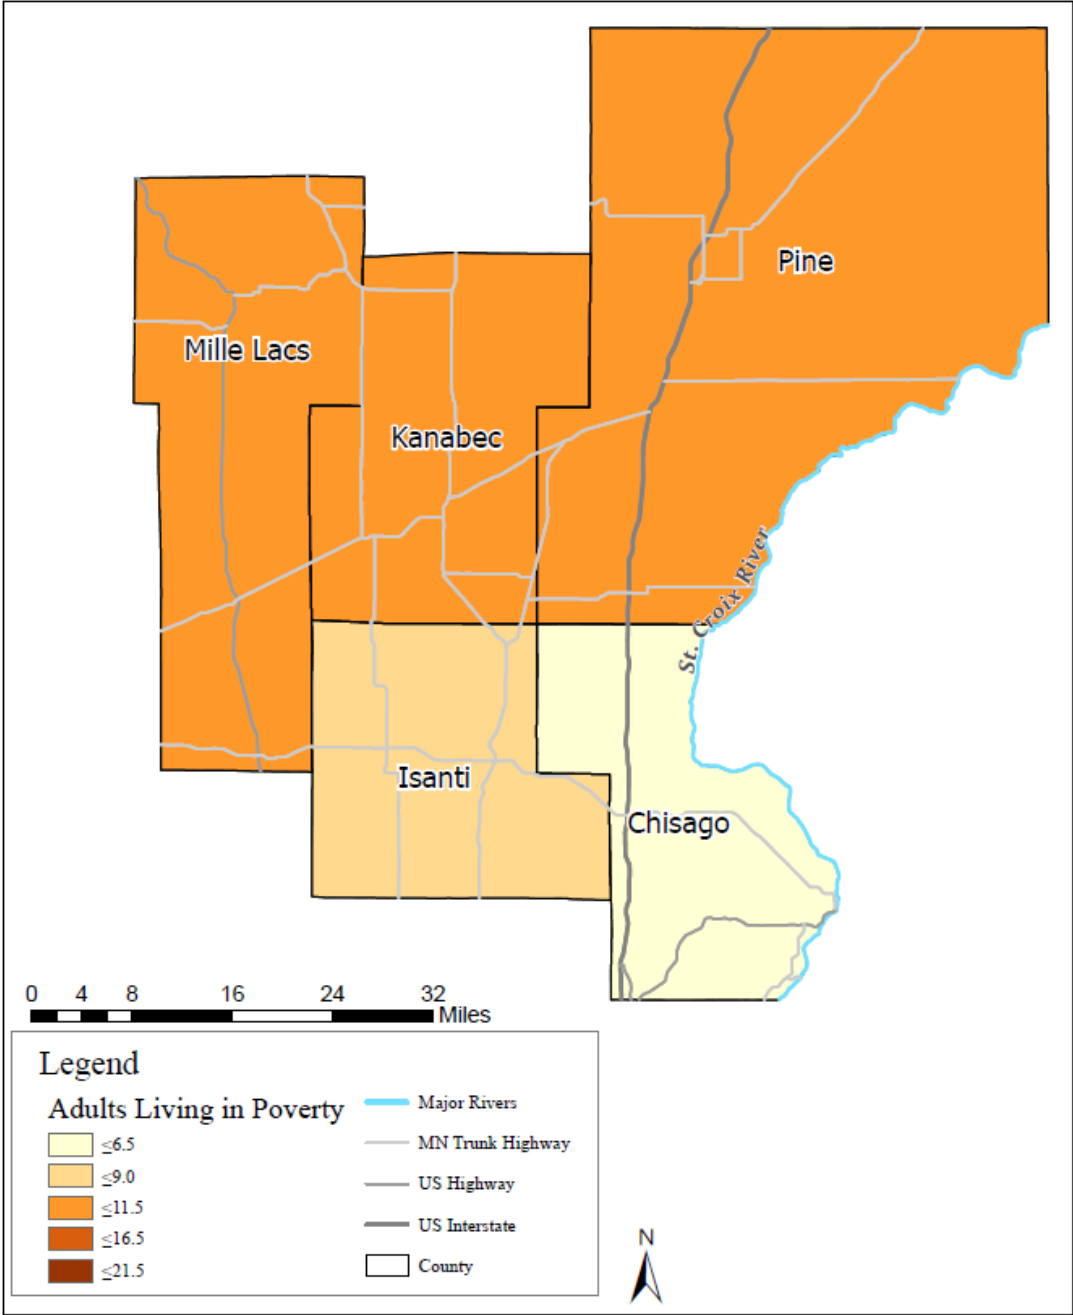 Pine
Mille Lacs
Kanabec
St. Croix River
Isanti
Chisago
0 4 8 16 24 32
Miles
Legend
Adults Living in Poverty
≤6.5
≤9.0
≤11.5
≤16.5
≤21.5
Major Rivers
MN Trunk Highway
US Highway
US Interstate
County
N